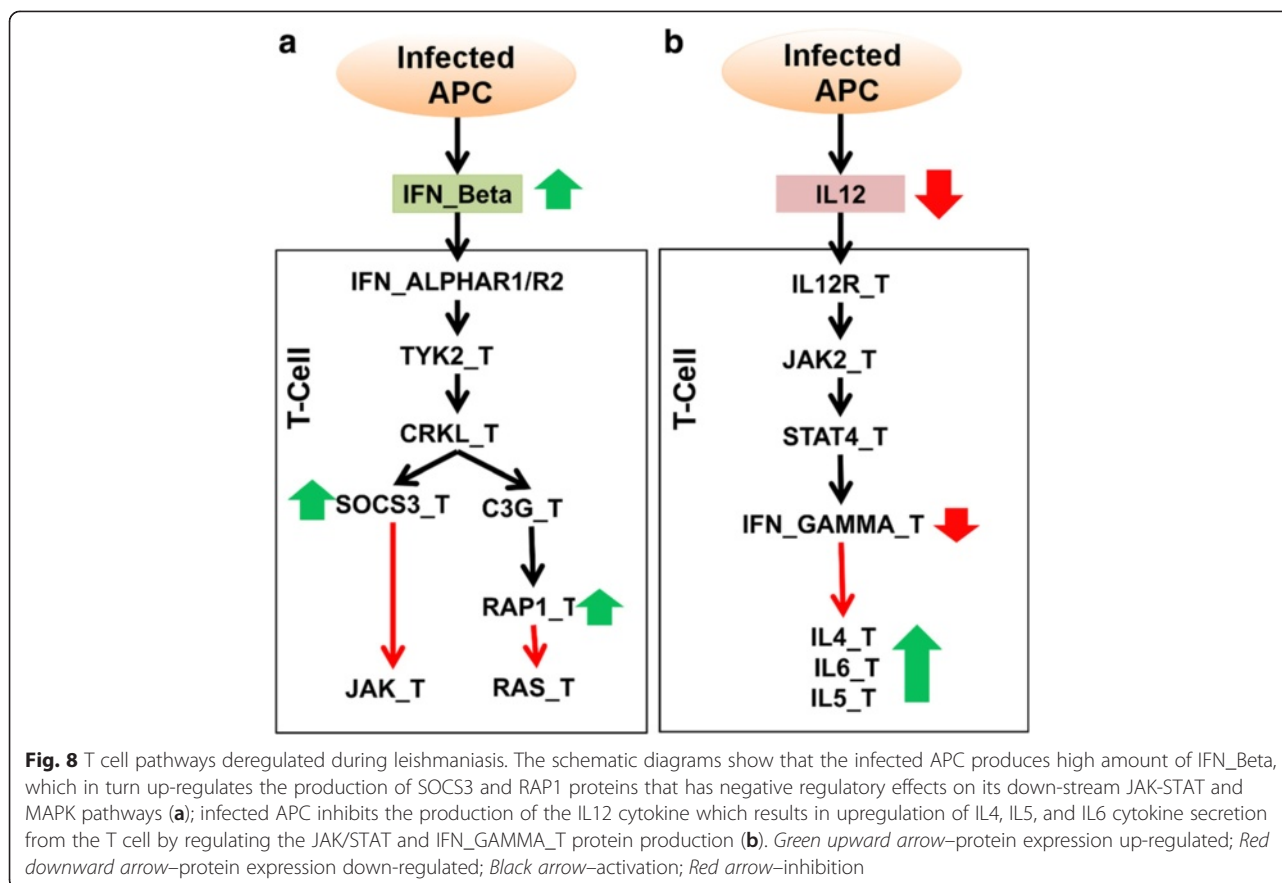 a
Infected
APC
IFN_Beta
T-Cell
IFN_ALPHAR1/R2
TYK2_T
CRKL_T
SOCS3_T
C3G_T
RAP1_T
JAK_T
RAS_T
b
Infected
APC
IL12
T-Cell
IL12R_T
JAK2_T
STAT4_T
IFN_GAMMA_T
IL4_T
IL6_T
IL5_T
Fig. 8 T cell pathways deregulated during leishmaniasis. The schematic diagrams show that the infected APC produces high amount of IFN_Beta,
which in turn up-regulates the production of SOCS3 and RAP1 proteins that has negative regulatory effects on its down-stream JAK-STAT and
MAPK pathways (a); infected APC inhibits the production of the IL12 cytokine which results in upregulation of IL4, IL5, and IL6 cytokine secretion
from the T cell by regulating the JAK/STAT and IFN_GAMMA_T protein production (b). Green upward arrow–protein expression up-regulated; Red
downward arrow–protein expression down-regulated; Black arrow–activation; Red arrow–inhibition